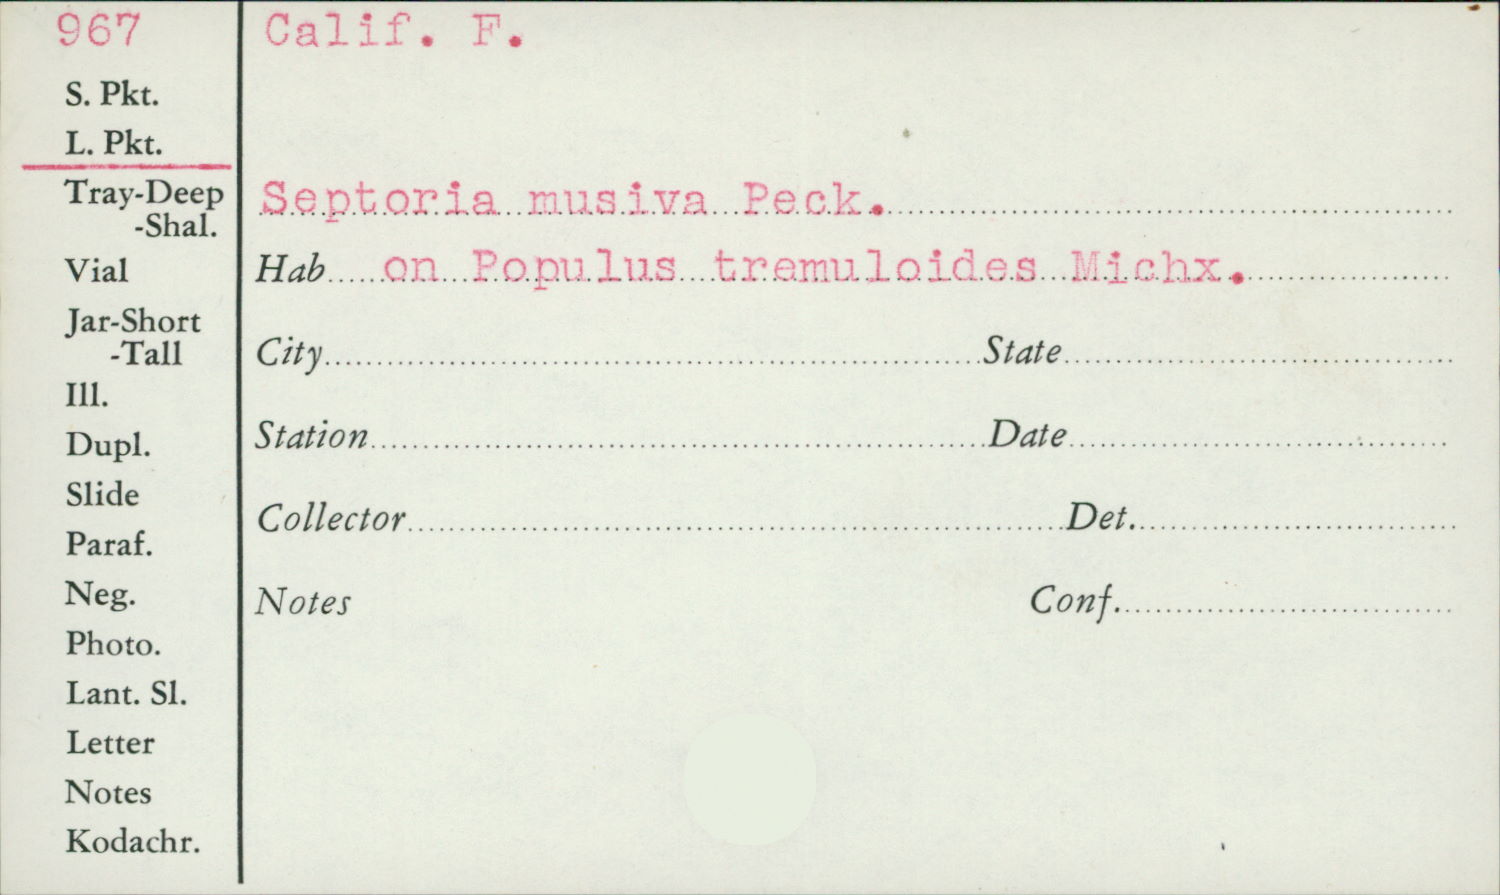 967
Calif. F.
S. Pkt.
L. Pkt.
Tray-Deep
-Shal.
Vial
Jar-Short
-Tall
Ill.
Dupl.
Slide
Paraf.
Neg.
Photo.
Lant. Sl.
Letter
Notes
Kodachr.
Septoria musiva Peck.
Hab on Populus tremuloides Michx.
City State
Station Date
Collector Det.
Notes Conf.